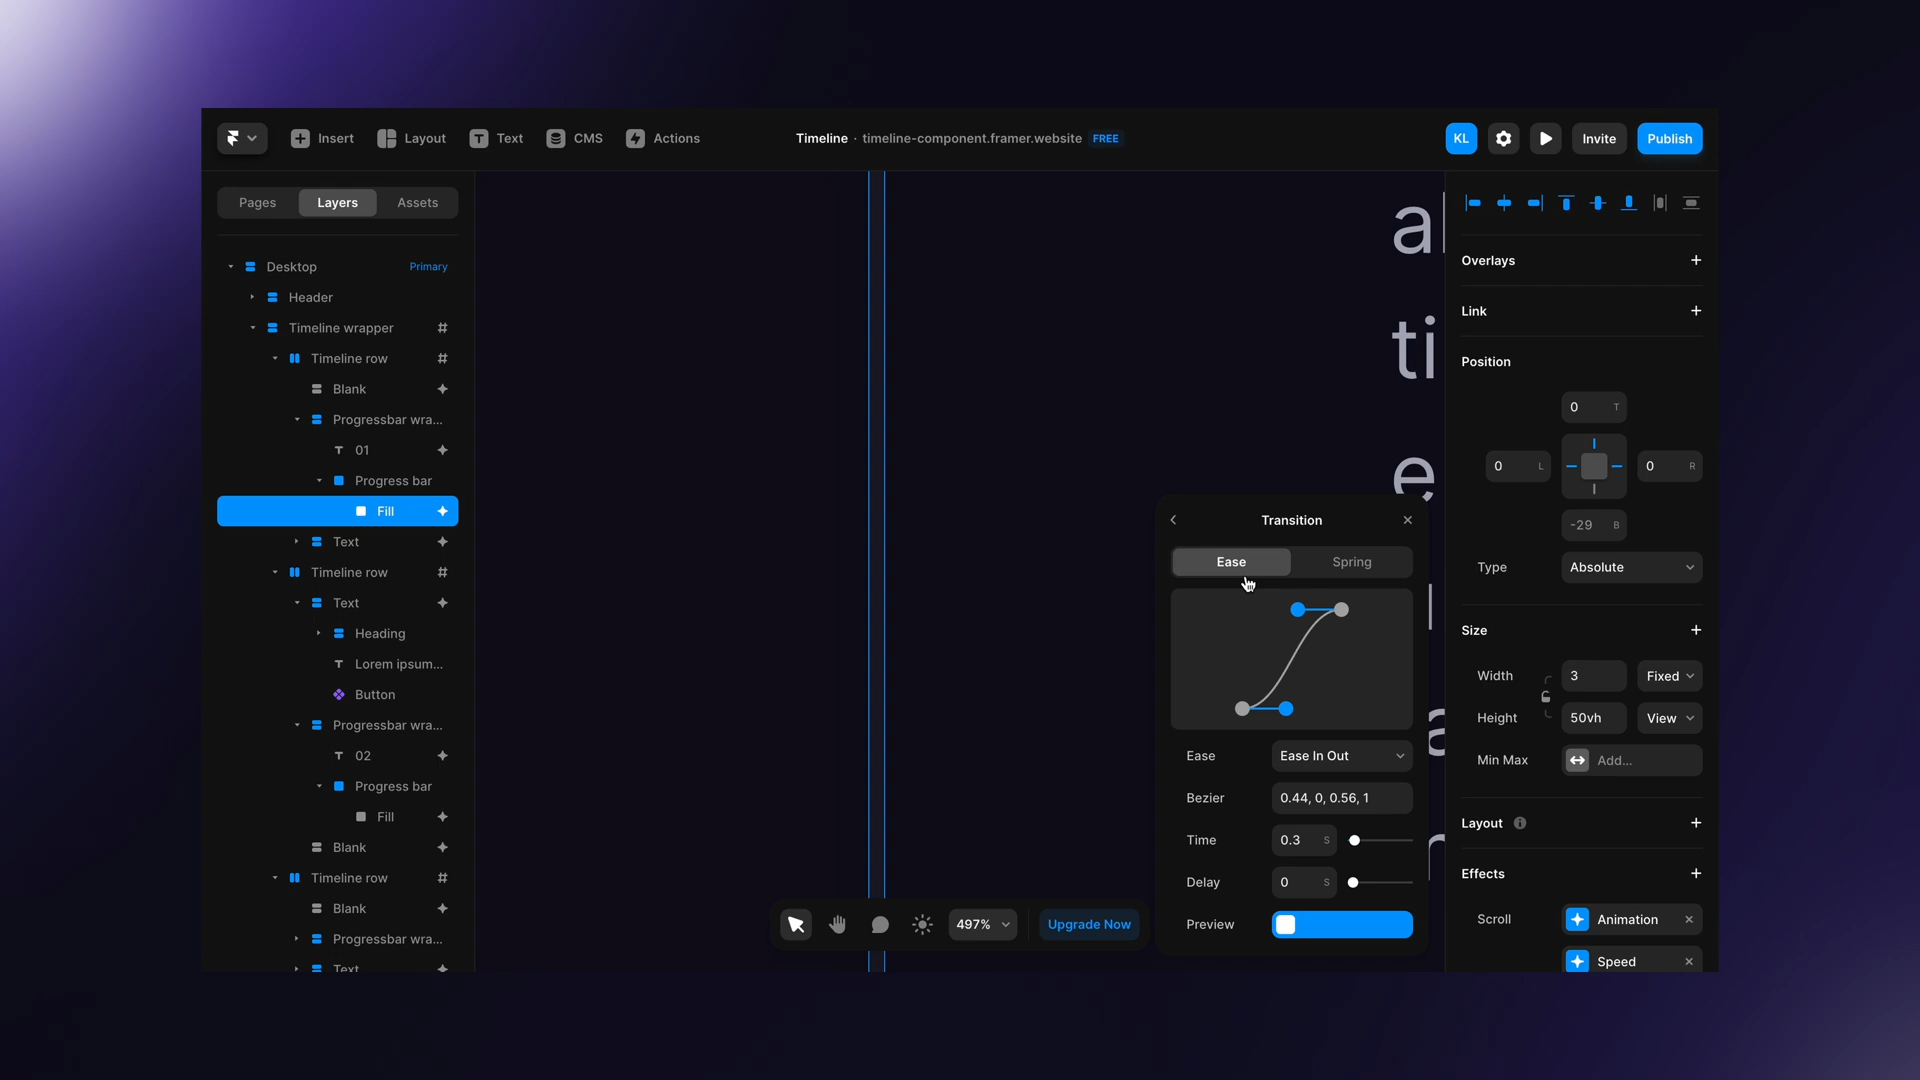 Insert
Layout
Text
CMS
Actions
Timeline · timeline-component.framer.website FREE
KL
Invite
Publish
Pages
Layers
Assets
Desktop
Primary
Header
Timeline wrapper
Timeline row
Blank
Progressbar wra...
01
Progress bar
Fill
Text
Timeline row
Text
Heading
Lorem ipsum...
Button
Progressbar wra...
02
Progress bar
Fill
Blank
Timeline row
Blank
Progressbar wra...
Text
ti
e
Transition
Ease
Spring
Ease
Ease In Out
Bezier
0.44, 0, 0.56, 1
Time
0.3 S
Delay
0 S
Preview
497%
Upgrade Now
Overlays
Link
Position
0 T
0 L
0 R
-29 B
Type
Absolute
Size
Width
3
Fixed
Height
50vh
View
Min Max
Add...
Layout
Effects
Scroll
Animation
Speed